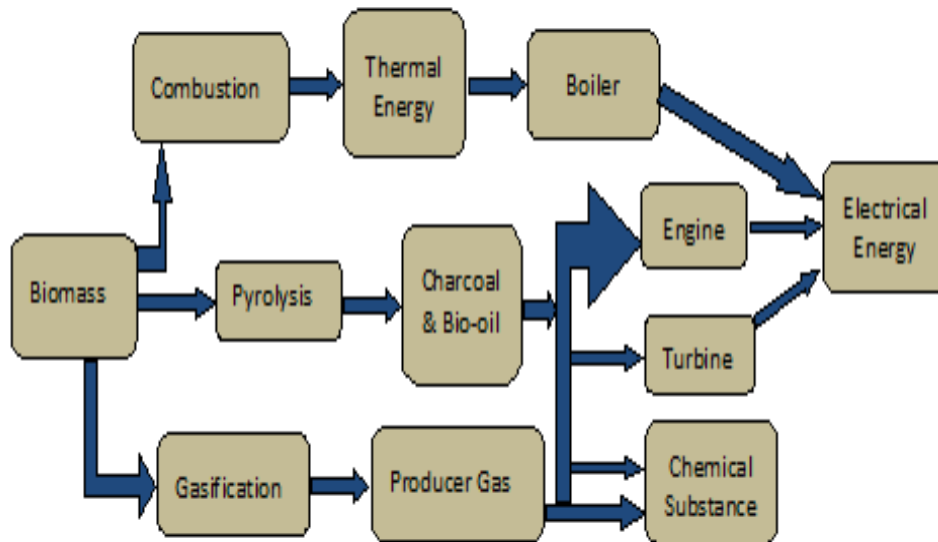 Combustion
Thermal
Energy
Boiler
Biomass
Pyrolysis
Charcoal
& Bio-oil
Engine
Electrical
Energy
Turbine
Gasification
Producer Gas
Chemical
Substance